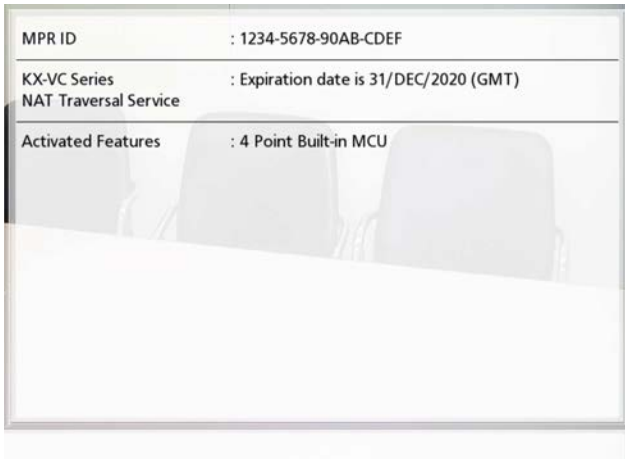 MPR ID : 1234-5678-90AB-CDEF
KX-VC Series : Expiration date is 31/DEC/2020 (GMT)
NAT Traversal Service
Activated Features : 4 Point Built-in MCU